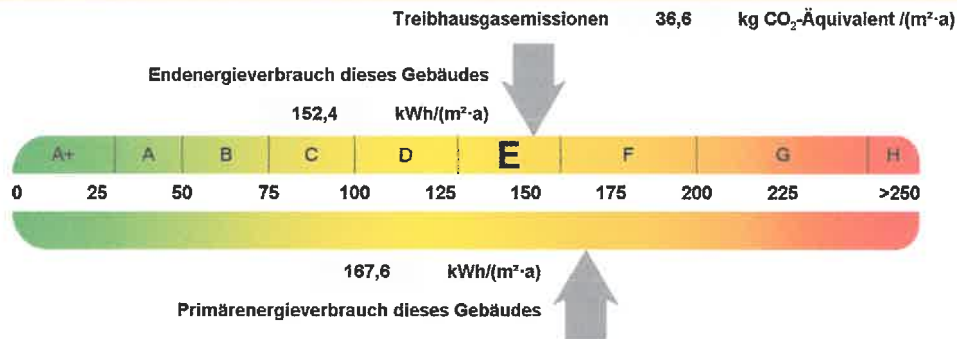 Treibhausgasemissionen 36,6 kg CO₂-Äquivalent /(m²·a)
Endenergieverbrauch dieses Gebäudes
152,4 kWh/(m²·a)
A+ A B C D E F G H
0 25 50 75 100 125 150 175 200 225 >250
167,6 kWh/(m²·a)
Primärenergieverbrauch dieses Gebäudes